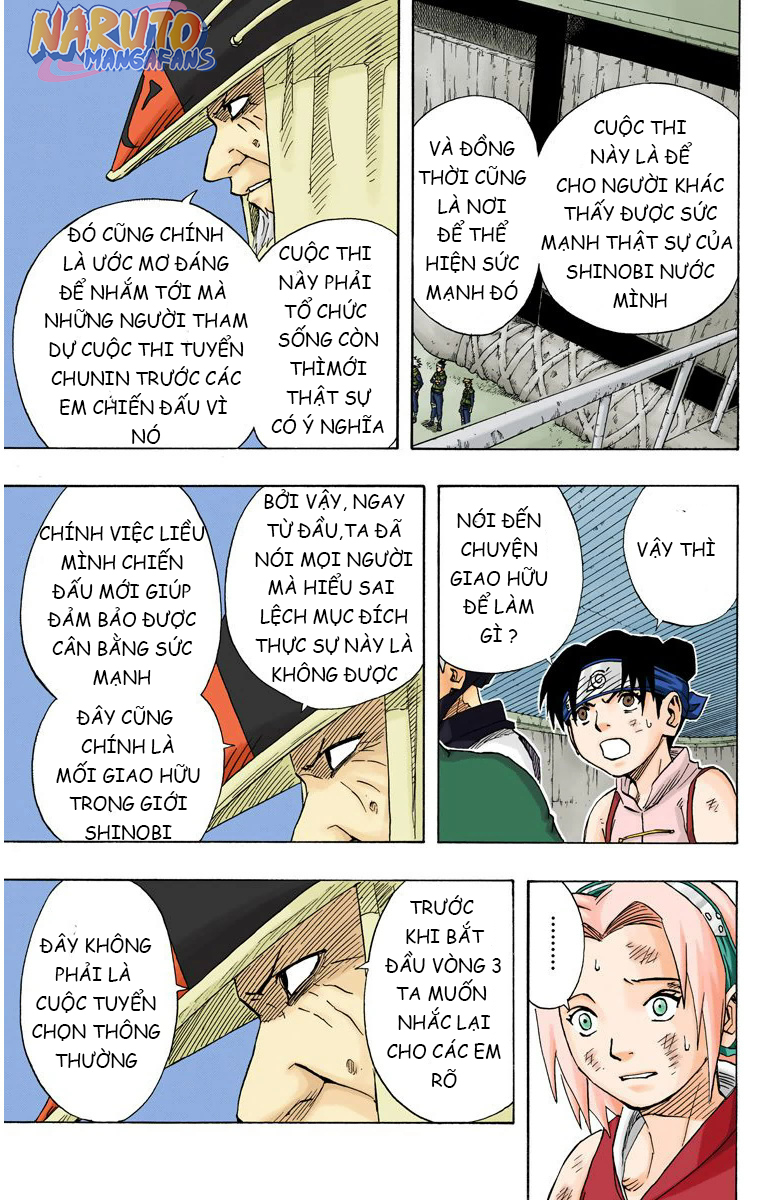 NARUTO
MANGAFANS
CUỘC THI
NÀY LÀ ĐỂ
CHO NGƯỜI KHÁC
THẤY ĐƯỢC SỨC
MẠNH THẬT SỰ CỦA
SHINOBI NƯỚC
MÌNH
VÀ ĐỒNG
THỜI CŨNG
LÀ NƠI
ĐỂ THỂ
HIỆN SỨC
MẠNH ĐÓ
CUỘC THI
NÀY PHẢI
TỔ CHỨC
SỐNG CÒN
THÌMỚI
THẬT SỰ
CÓ Ý NGHĨA
ĐÓ CŨNG CHÍNH
LÀ ƯỚC MƠ ĐÁNG
ĐỂ NHẮM TỚI MÀ
NHỮNG NGƯỜI THAM
DỰ CUỘC THI TUYỂN
CHUNIN TRƯỚC CÁC
EM CHIẾN ĐẤU VÌ
NÓ
VẬY THÌ
NÓI ĐẾN
CHUYỆN
GIAO HỮU
ĐỂ LÀM
GÌ ?
BỞI VẬY, NGAY
TỪ ĐẦU,TA ĐÃ
NÓI MỌI NGƯỜI
MÀ HIỂU SAI
LỆCH MỤC ĐÍCH
THỰC SỰ NÀY LÀ
KHÔNG ĐƯỢC
CHÍNH VIỆC LIỀU
MÌNH CHIẾN
ĐẤU MỚI GIÚP
ĐẢM BẢO ĐƯỢC
CÂN BẰNG SỨC
MẠNH
ĐÂY CŨNG
CHÍNH LÀ
MỐI GIAO HỮU
TRONG GIỚI
SHINOBI
.........
TRƯỚC
KHI BẮT
ĐẦU VÒNG 3
TA MUỐN
NHẮC LẠI
CHO CÁC EM
RÕ
ĐÂY KHÔNG
PHẢI LÀ
CUỘC TUYỂN
CHỌN THÔNG
THƯỜNG